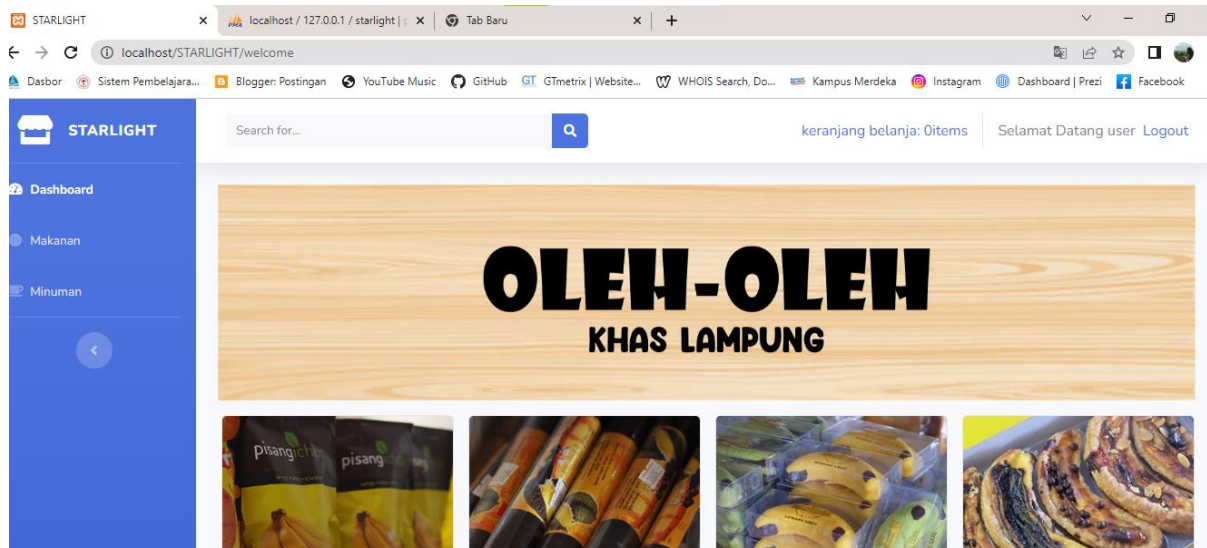 STARLIGHT
localhost / 127.0.0.1 / starlight | p
Tab Baru
localhost/STARLIGHT/welcome
Dasbor
Sistem Pembelajara...
Blogger: Postingan
YouTube Music
GitHub
GT GTmetrix | Website...
WHOIS Search, Do...
Kampus Merdeka
Instagram
Dashboard | Prezi
Facebook
STARLIGHT
Search for...
keranjang belanja: 0items
Selamat Datang user Logout
Dashboard
Makanan
Minuman
OLEH-OLEH
KHAS LAMPUNG
pisang
pisang